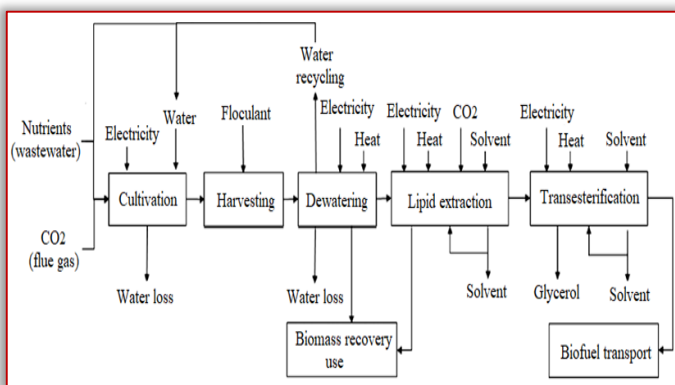 Water
recycling
Nutrients
(wastewater)
Electricity
Water
Floculant
Electricity
Heat
Electricity
Heat
CO2
Solvent
Electricity
Heat
Solvent
Cultivation
Harvesting
Dewatering
Lipid extraction
Transesterification
CO2
(flue gas)
Water loss
Water loss
Solvent
Glycerol
Solvent
Biomass recovery
use
Biofuel transport